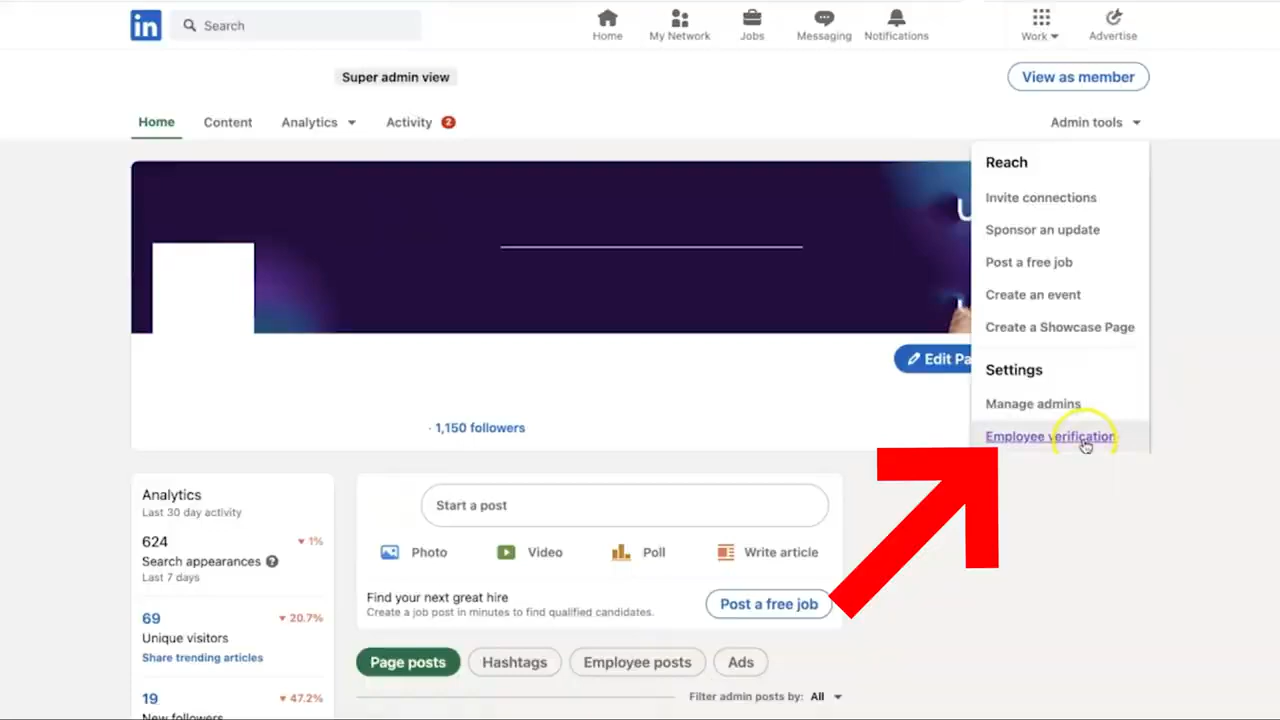 in
Search
Home
My Network
Jobs
Messaging
Notifications
Work
Advertise
Super admin view
View as member
Home
Content
Analytics
Activity 2
Admin tools
Reach
Invite connections
Sponsor an update
Post a free job
Create an event
Create a Showcase Page
Settings
Manage admins
Employee verification
U
Edit Pa
· 1,150 followers
Analytics
Last 30 day activity
624
1%
Search appearances ?
Last 7 days
69
20.7%
Unique visitors
Share trending articles
19
47.2%
New followers
Start a post
Photo
Video
Poll
Write article
Find your next great hire
Create a job post in minutes to find qualified candidates.
Post a free job
Page posts
Hashtags
Employee posts
Ads
Filter admin posts by: All